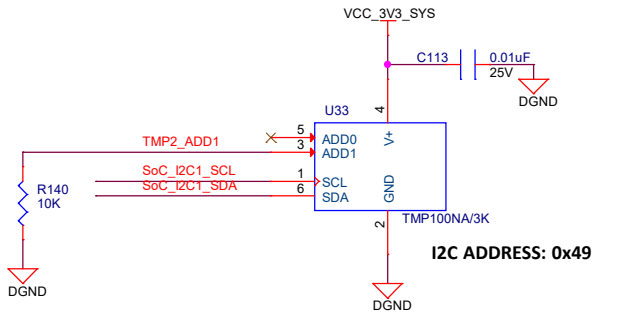 VCC_3V3_SYS
C113
0.01uF
25V
DGND
U33
4
5
ADD0
V+
TMP2_ADD1
3
ADD1
SoC_I2C1_SCL
1
SCL
SoC_I2C1_SDA
6
SDA
GND
R140
10K
2
TMP100NA/3K
I2C ADDRESS: 0x49
DGND
DGND